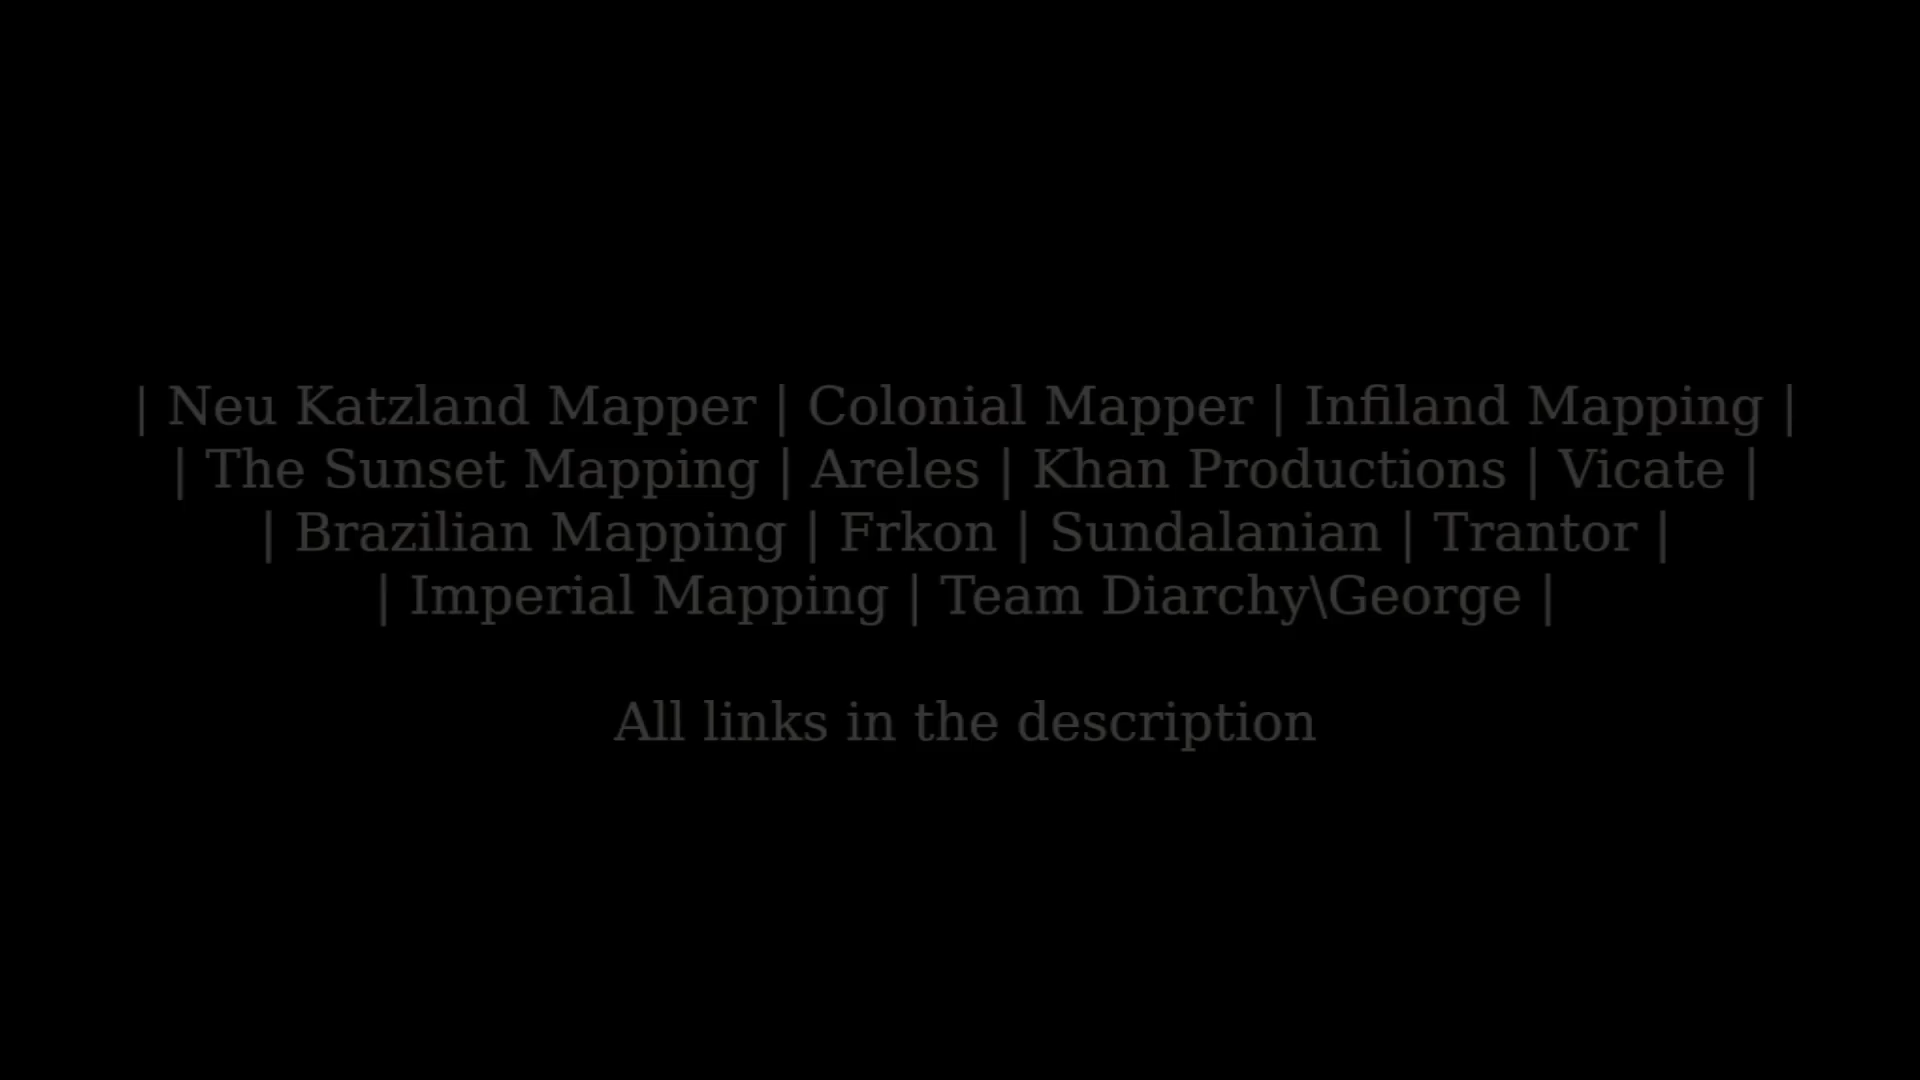 | Neu Katzland Mapper | Colonial Mapper | Infiland Mapping |
| The Sunset Mapping | Areles | Khan Productions | Vicate |
| Brazilian Mapping | Frkon | Sundalanian | Trantor |
| Imperial Mapping | Team Diarchy\George |
All links in the description